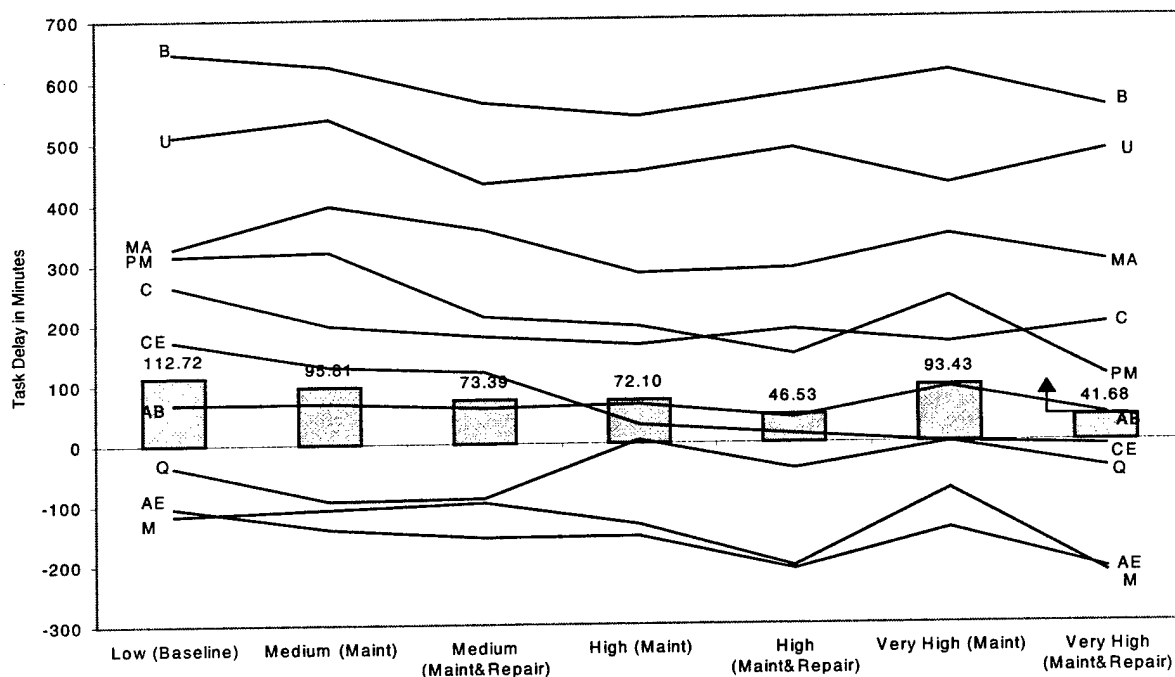 700
600
500
400
300
200
100
0
-100
-200
-300
Task Delay in Minutes
B
U
MA
PM
C
CE
AB
Q
AE
M
112.72
95.81
73.39
72.10
46.53
93.43
41.68
B
U
MA
C
PM
AB
CE
Q
AE
M
Low (Baseline)
Medium (Maint)
Medium
(Maint&Repair)
High (Maint)
High
(Maint&Repair)
Very High (Maint)
Very High
(Maint&Repair)